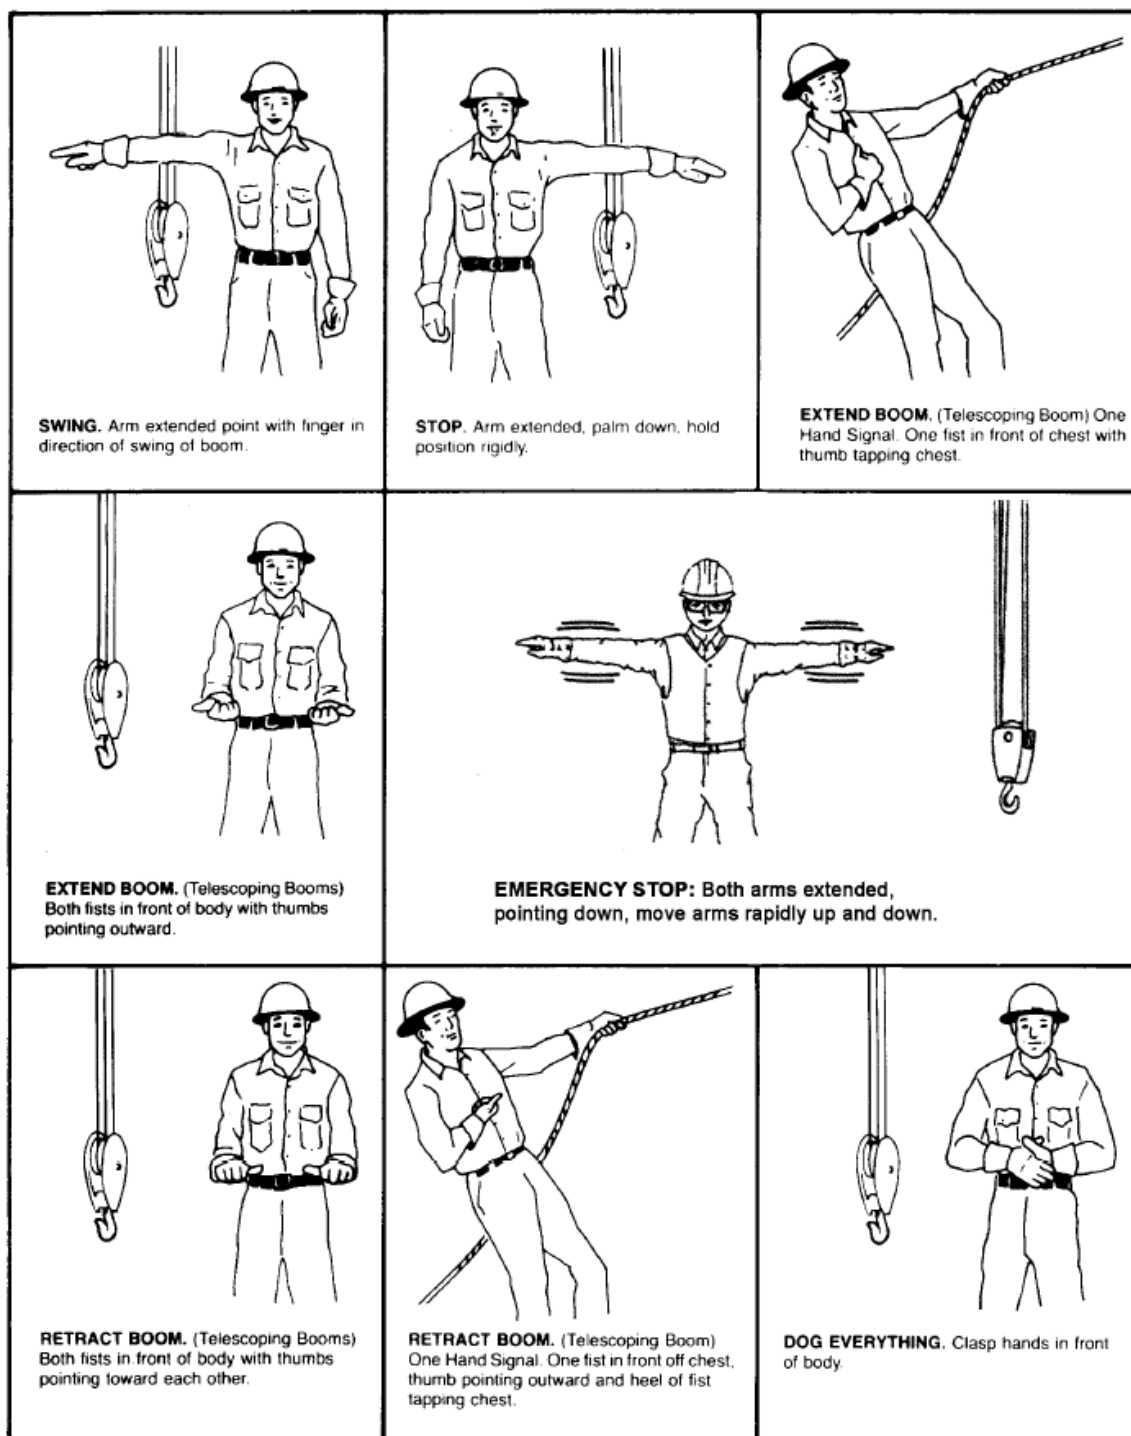 SWING. Arm extended point with finger in
direction of swing of boom.
STOP. Arm extended, palm down, hold
position rigidly.
EXTEND BOOM. (Telescoping Boom) One
Hand Signal. One fist in front of chest with
thumb tapping chest.
EXTEND BOOM. (Telescoping Booms)
Both fists in front of body with thumbs
pointing outward.
EMERGENCY STOP: Both arms extended,
pointing down, move arms rapidly up and down.
RETRACT BOOM. (Telescoping Booms)
Both fists in front of body with thumbs
pointing toward each other.
RETRACT BOOM. (Telescoping Boom)
One Hand Signal. One fist in front off chest,
thumb pointing outward and heel of fist
tapping chest.
DOG EVERYTHING. Clasp hands in front
of body.